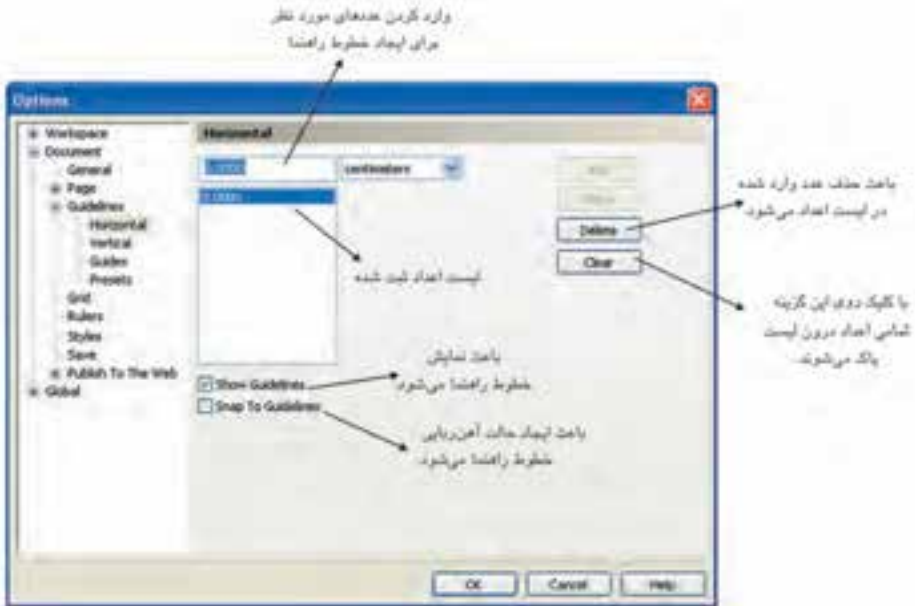 وارد کردن عددهای مورد نظر
برای ایجاد خطوط راهنما
Options
Workspace
Document
General
Page
Guidelines
Horizontal
Vertical
Guides
Presets
Grid
Rulers
Styles
Save
Publish To The Web
Global
Horizontal
centimeters
Delete
Clear
لیست اعداد ثبت شده
Show Guidelines
Snap To Guidelines
باعث نمایش
خطوط راهنما می‌شود.
باعث ایجاد حالت آهن‌ربایی
خطوط راهنما می‌شود.
باعث حذف عدد وارد شده
در لیست اعداد می‌شود.
با کلیک روی این گزینه
تمامی اعداد درون لیست
پاک می‌شوند.
OK
Cancel
Help